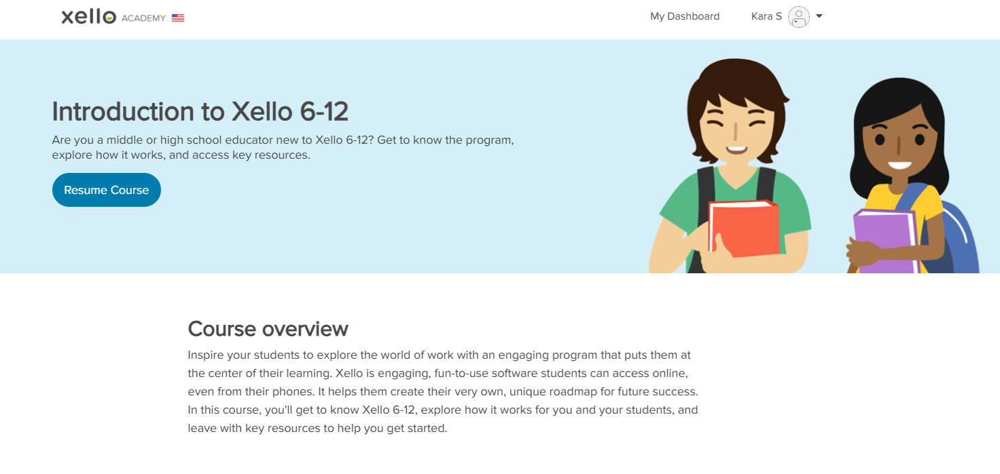 xello ACADEMY
My Dashboard
Kara S
Introduction to Xello 6-12
Are you a middle or high school educator new to Xello 6-12? Get to know the program,
explore how it works, and access key resources.
Resume Course
Course overview
Inspire your students to explore the world of work with an engaging program that puts them at
the center of their learning. Xello is engaging, fun-to-use software students can access online,
even from their phones. It helps them create their very own, unique roadmap for future success.
In this course, you'll get to know Xello 6-12, explore how it works for you and your students, and
leave with key resources to help you get started.